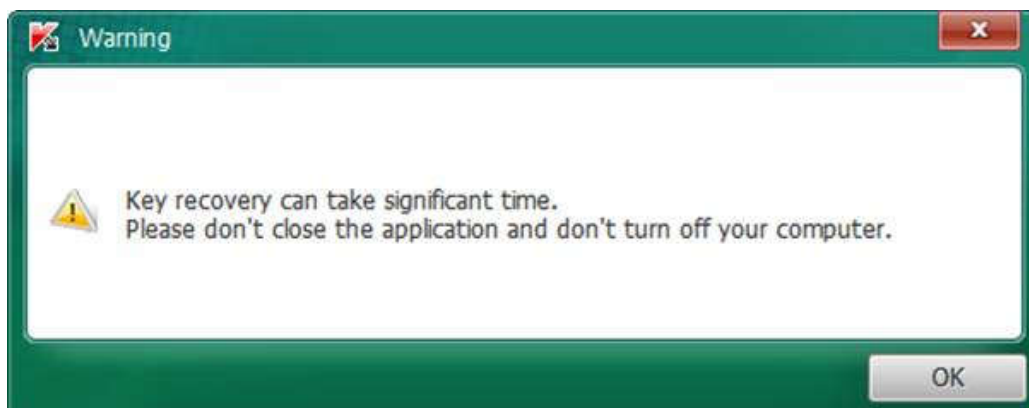 Warning
Key recovery can take significant time.
Please don't close the application and don't turn off your computer.
OK